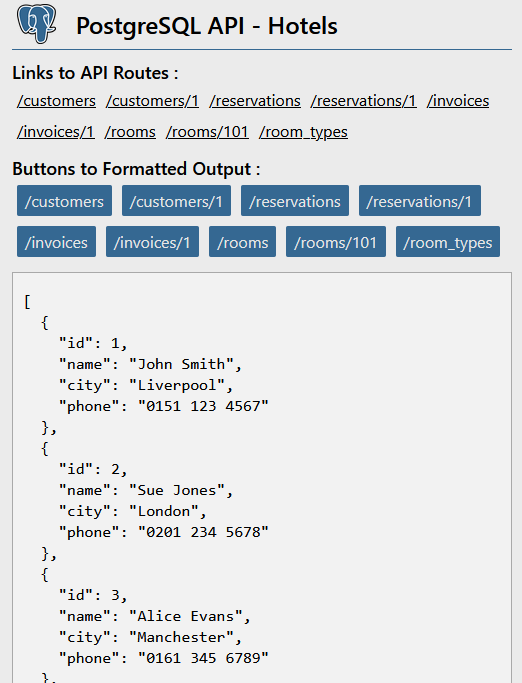 PostgreSQL API - Hotels
Links to API Routes :
/customers /customers/1 /reservations /reservations/1 /invoices
/invoices/1 /rooms /rooms/101 /room_types
Buttons to Formatted Output :
/customers /customers/1 /reservations /reservations/1
/invoices /invoices/1 /rooms /rooms/101 /room_types
[
  {
    "id": 1,
    "name": "John Smith",
    "city": "Liverpool",
    "phone": "0151 123 4567"
  },
  {
    "id": 2,
    "name": "Sue Jones",
    "city": "London",
    "phone": "0201 234 5678"
  },
  {
    "id": 3,
    "name": "Alice Evans",
    "city": "Manchester",
    "phone": "0161 345 6789"
  },